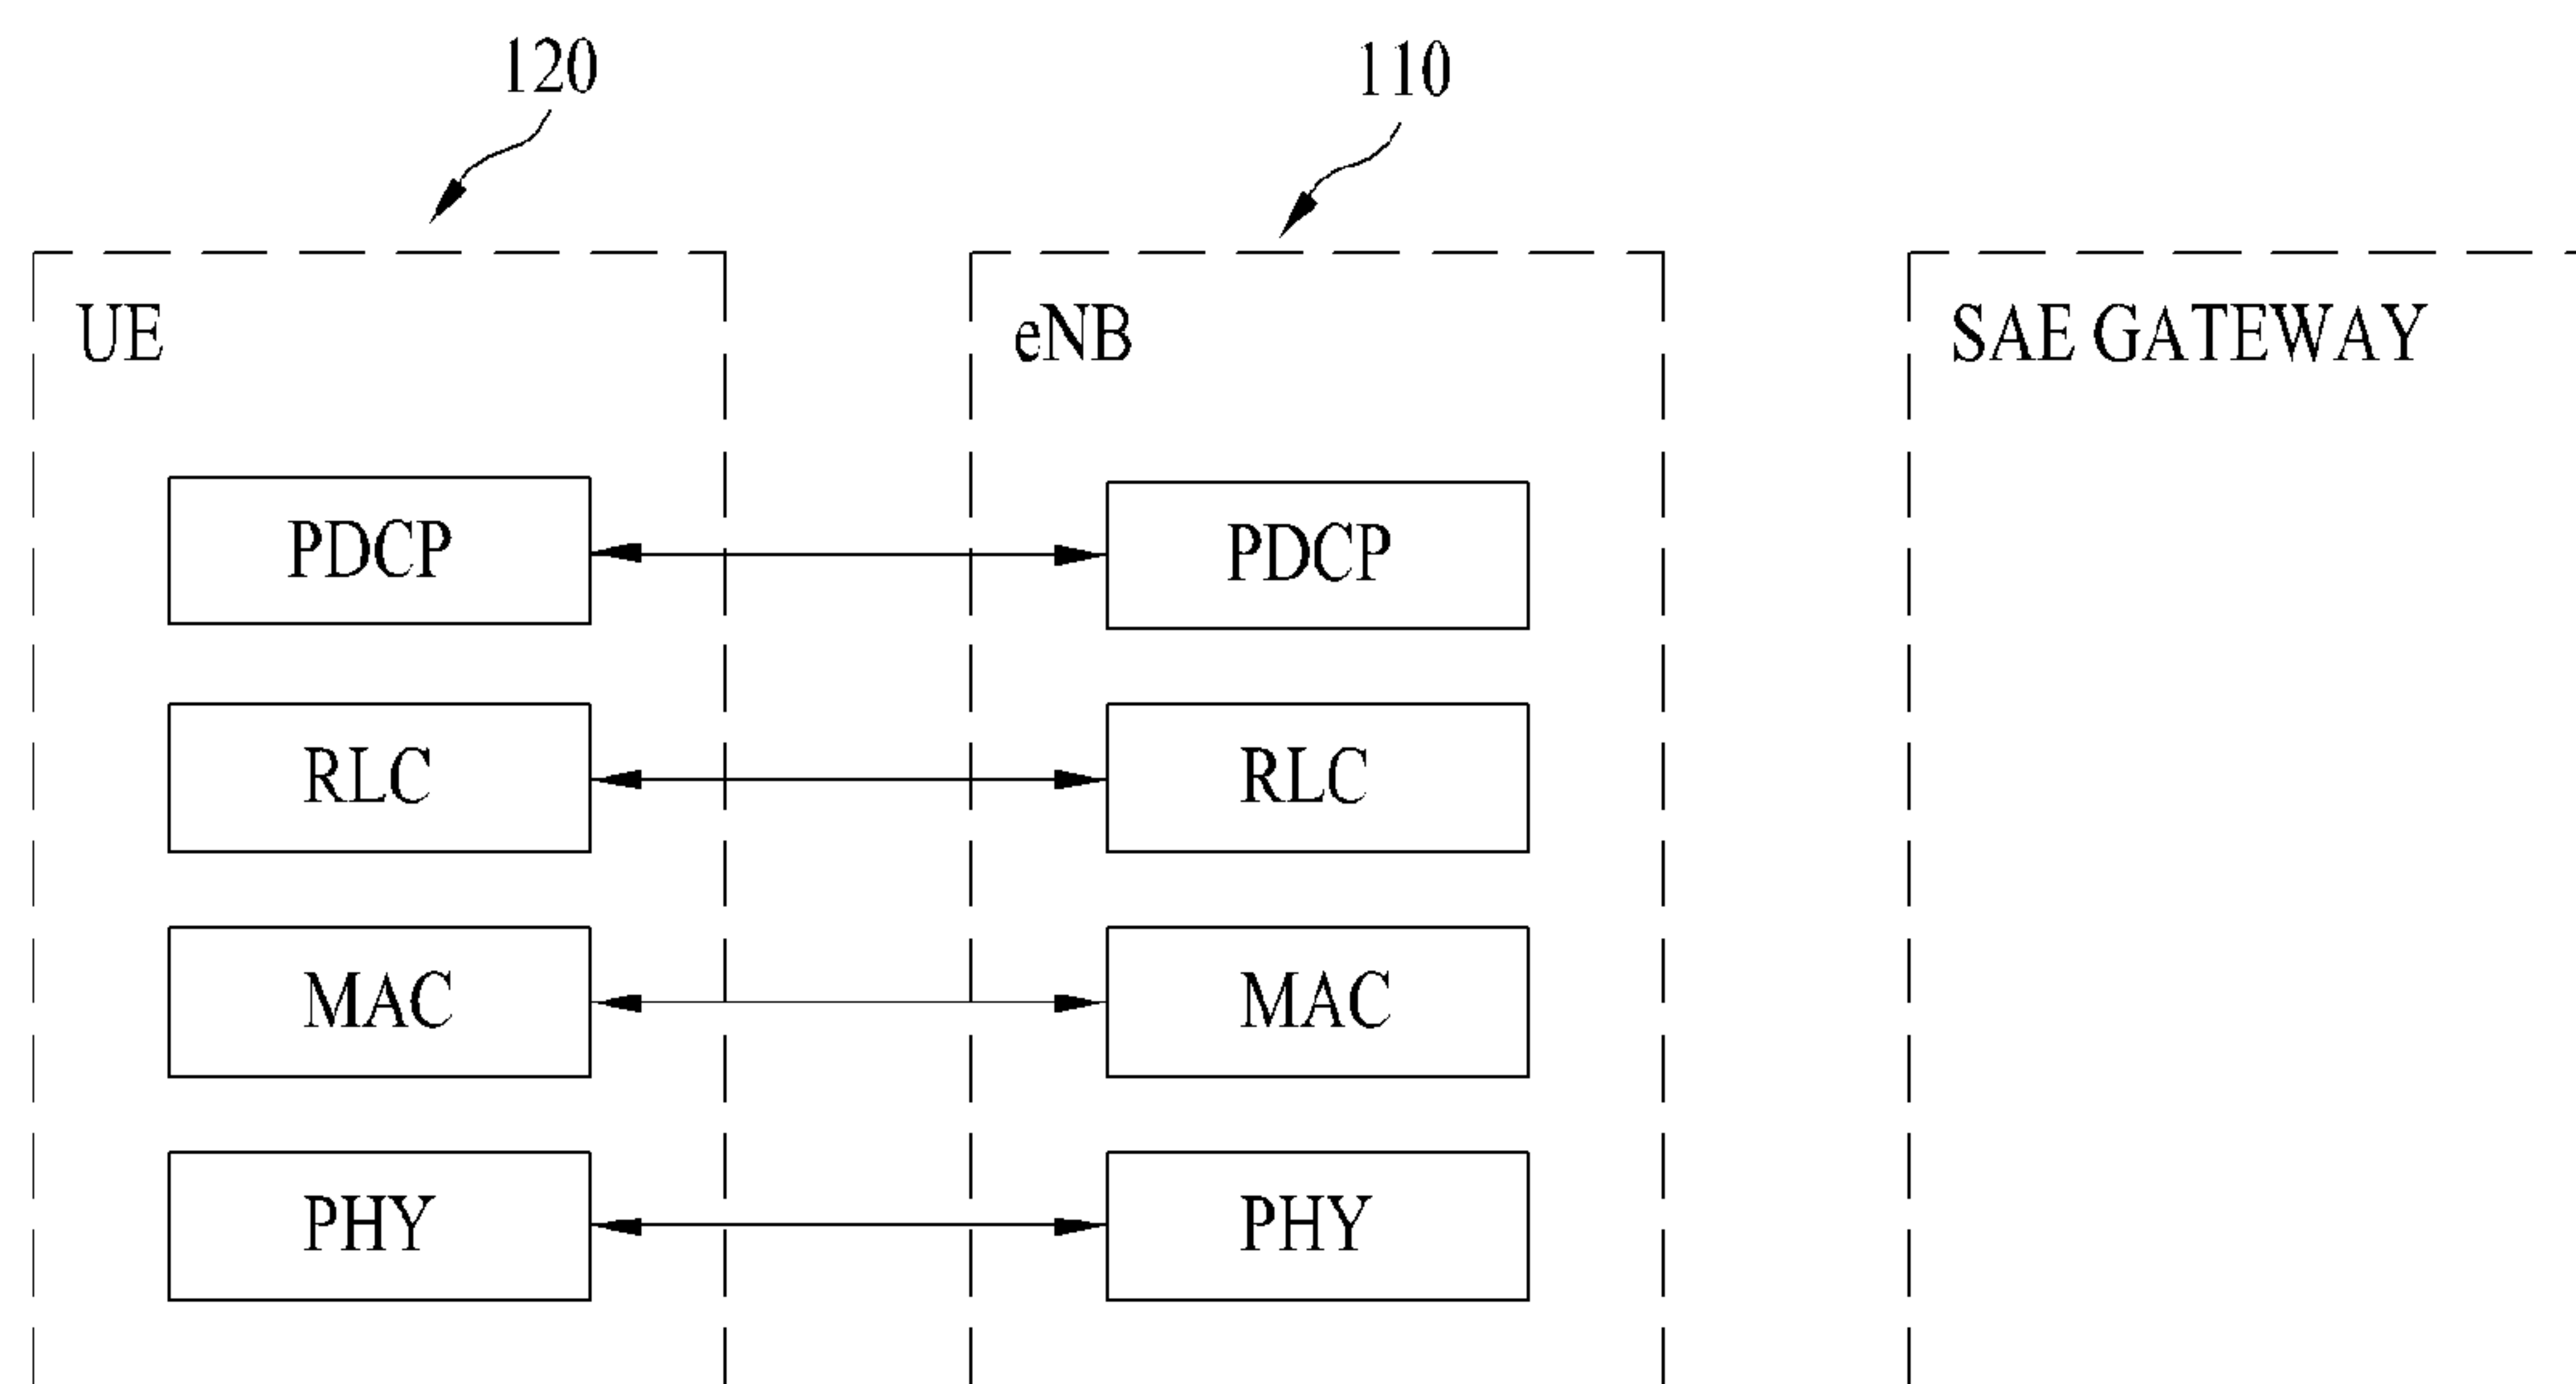 120 110
UE eNB SAE GATEWAY
PDCP PDCP
RLC RLC
MAC MAC
PHY PHY